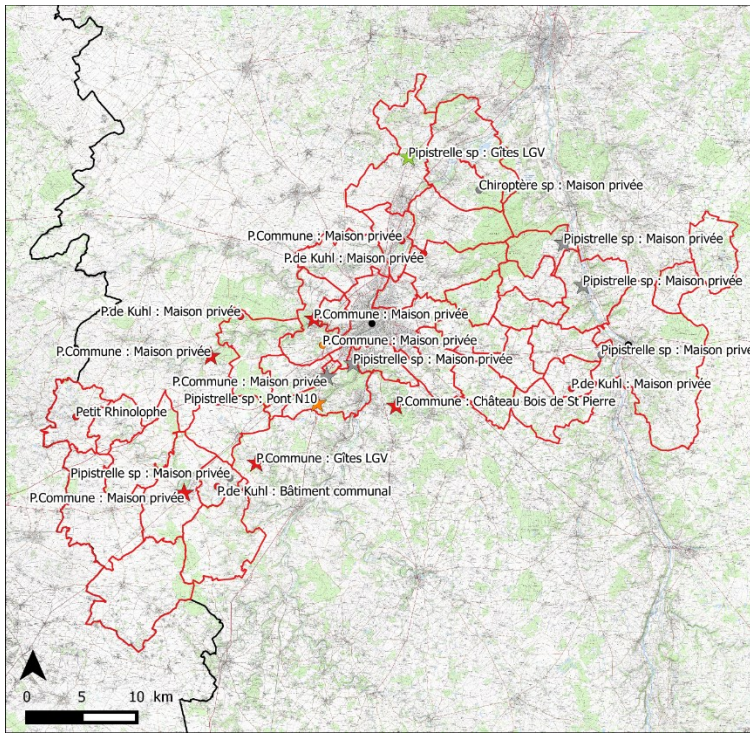 Pipistrelle sp : Gîtes LGV
Chiroptère sp : Maison privée
P.Commune : Maison privée
Pipistrelle sp : Maison privée
P.de Kuhl : Maison privée
Pipistrelle sp : Maison privée
P.de Kuhl : Maison privée
P.Commune : Maison privée
P.Commune : Maison privée
P.Commune : Maison privée
Pipistrelle sp : Maison privée
Pipistrelle sp : Maison privée
P.Commune : Maison privée
P.de Kuhl : Maison privée
Pipistrelle sp : Pont N10
P.Commune : Château Bois de St Pierre
Petit Rhinolophe
P.Commune : Gîtes LGV
Pipistrelle sp : Maison privée
P.de Kuhl : Bâtiment communal
P.Commune : Maison privée
0 5 10 km